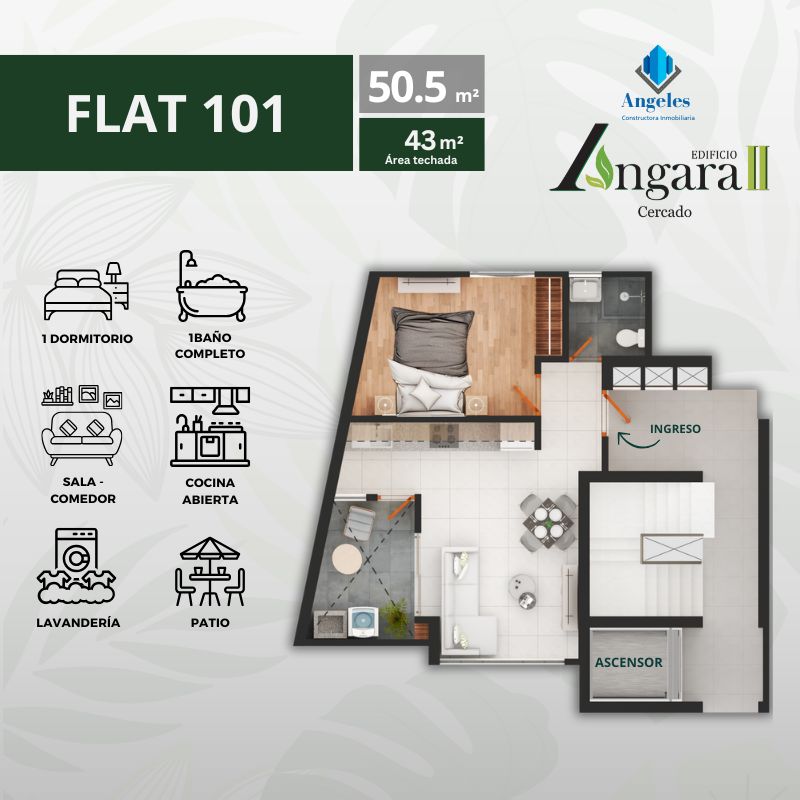 FLAT 101
50.5 m²
43 m²
Área techada
Angeles
Constructora Inmobiliaria
EDIFICIO
Angara II
Cercado
1 DORMITORIO
1BAÑO
COMPLETO
SALA -
COMEDOR
COCINA
ABIERTA
LAVANDERÍA
PATIO
INGRESO
ASCENSOR